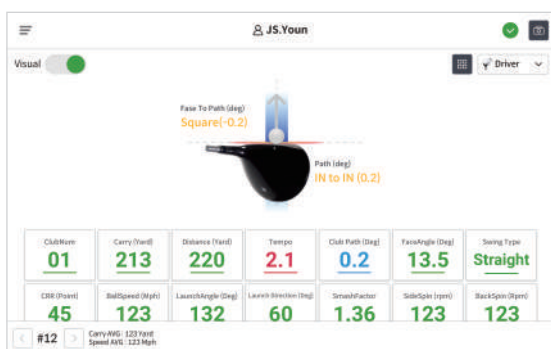 JS.Youn
Visual
Driver
Fase To Path (deg)
Square(-0.2)
Path (deg)
IN to IN (0.2)
ClubNum
01
Carry (Yard)
213
Distance (Yard)
220
Tempo
2.1
Club Path (Deg)
0.2
FaceAngle (Deg)
13.5
Swing Type
Straight
CRR (Point)
45
BallSpeed (Mph)
123
LaunchAngle (Deg)
132
Launch Direction (Deg)
60
SmashFactor
1.36
SideSpin (rpm)
123
BackSpin (Rpm)
123
#12
Carry AVG : 123 Yard
Speed AVG : 123 Mph